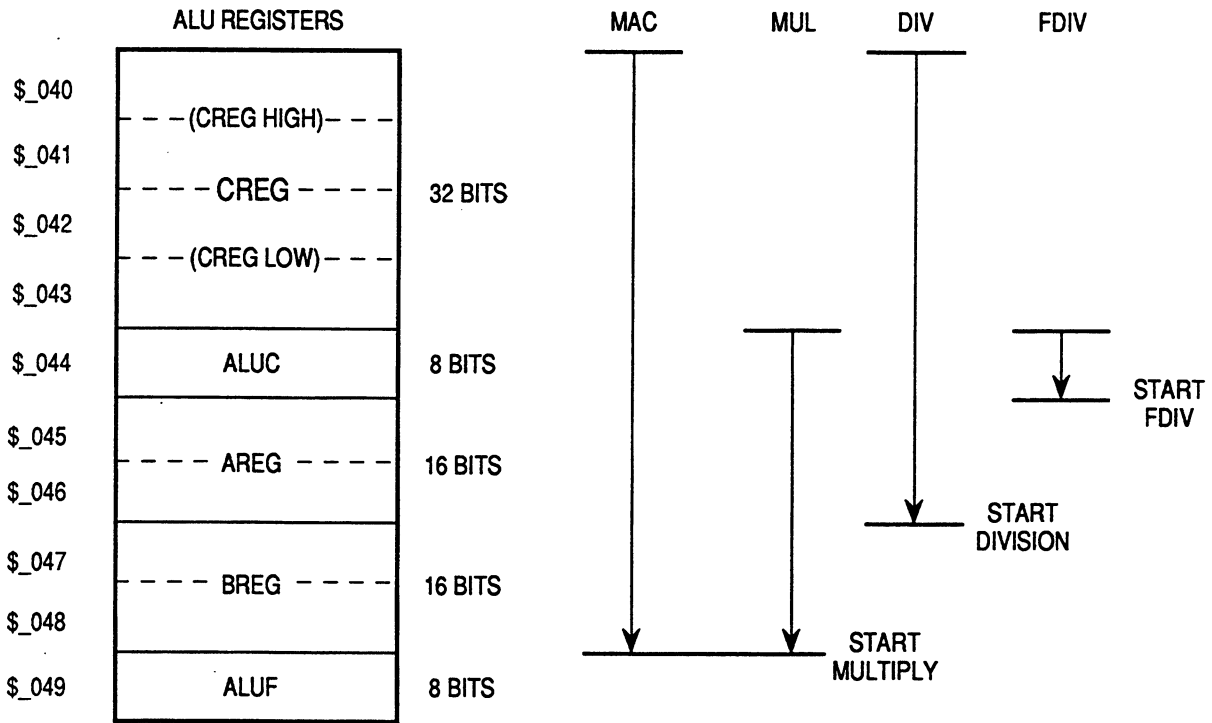 ALU REGISTERS MAC MUL DIV FDIV
$_040
(CREG HIGH)
$_041
CREG 32 BITS
$_042
(CREG LOW)
$_043
$_044 ALUC 8 BITS
START
FDIV
$_045
AREG 16 BITS
$_046
START
DIVISION
$_047
BREG 16 BITS
$_048
START
MULTIPLY
$_049 ALUF 8 BITS